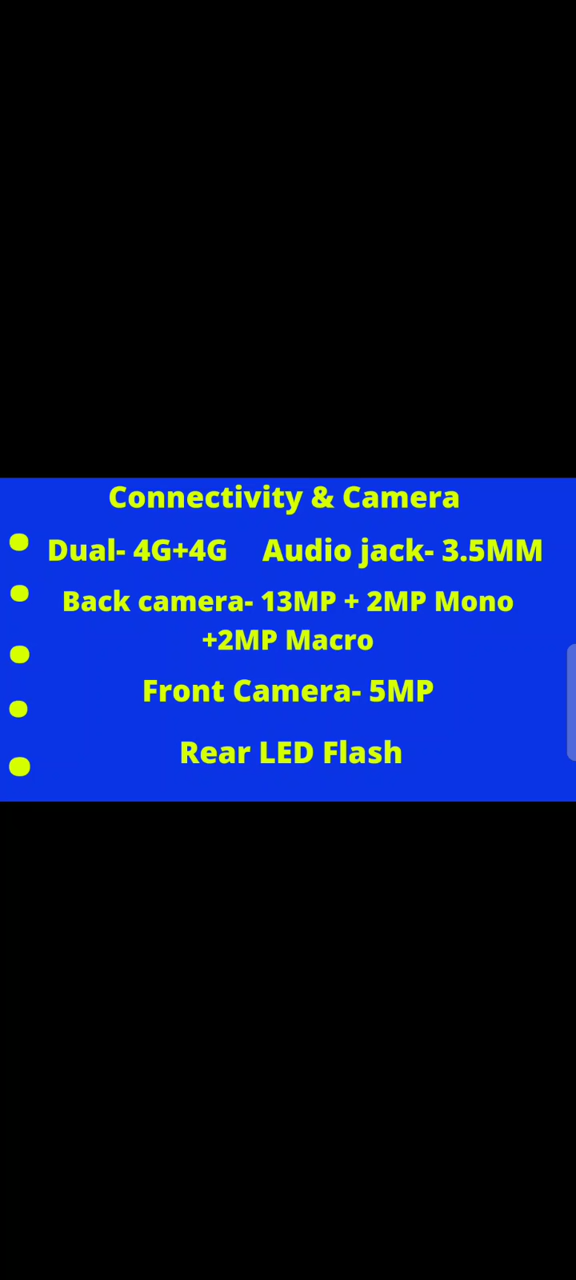 Connectivity & Camera
Dual- 4G+4G Audio jack- 3.5MM
Back camera- 13MP + 2MP Mono
+2MP Macro
Front Camera- 5MP
Rear LED Flash